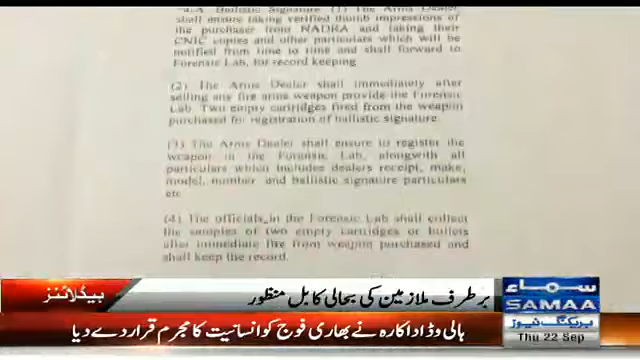 "4-A Ballistic Signature (1) The Arms Dealer
shall ensure taking verified thumb impressions of
the purchaser from NADRA and taking their
CNIC copies and other particulars which will be
notified from time to time and shall forward to
Forensic Lab, for record keeping
(2) The Arms Dealer shall immediately after
selling any fire arms weapon provide the Forensic
Lab. Two empty cartridges fired from the weapon
purchased for registration of ballistic signature
(3) The Arms Dealer shall ensure to register the
weapon in the Forensic Lab, alongwith all
particulars which includes dealers receipt, make,
model, number and ballistic signature particulars
etc
(4) The officials in the Forensic Lab shall collect
the samples of two empty cartridges or bullets
after immediate fire from weapon purchased and
shall keep the record.
ہیڈلائنز
برطرف ملازمین کی بحالی کا بل منظور
سماء
SAMAA
بریکنگ نیوز
Thu 22 Sep
ہالی وڈ اداکارہ نے بھارتی فوج کو انسانیت کا مجرم قرار دے دیا